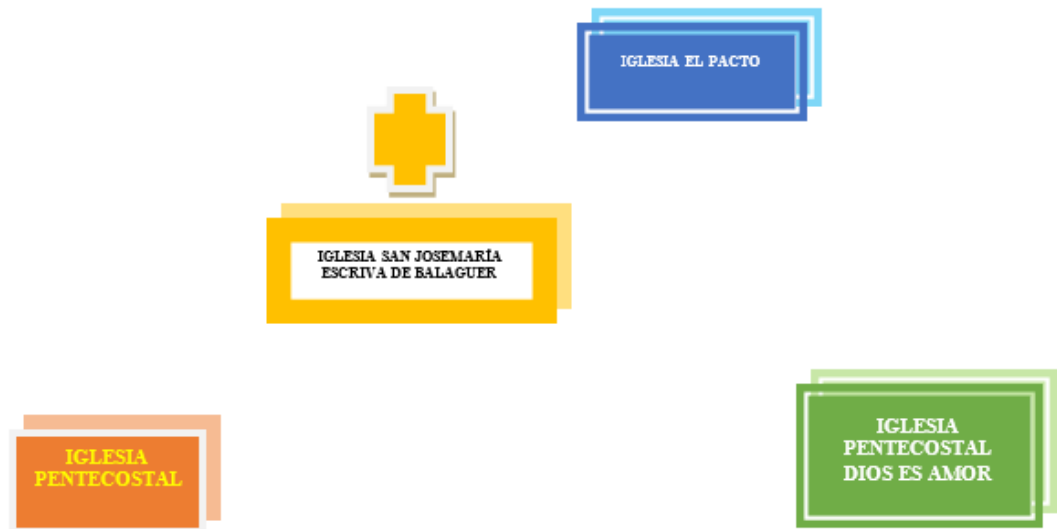 IGLESIA EL PACTO
IGLESIA SAN JOSEMARÍA
ESCRIVA DE BALAGUER
IGLESIA
PENTECOSTAL
IGLESIA
PENTECOSTAL
DIOS ES AMOR